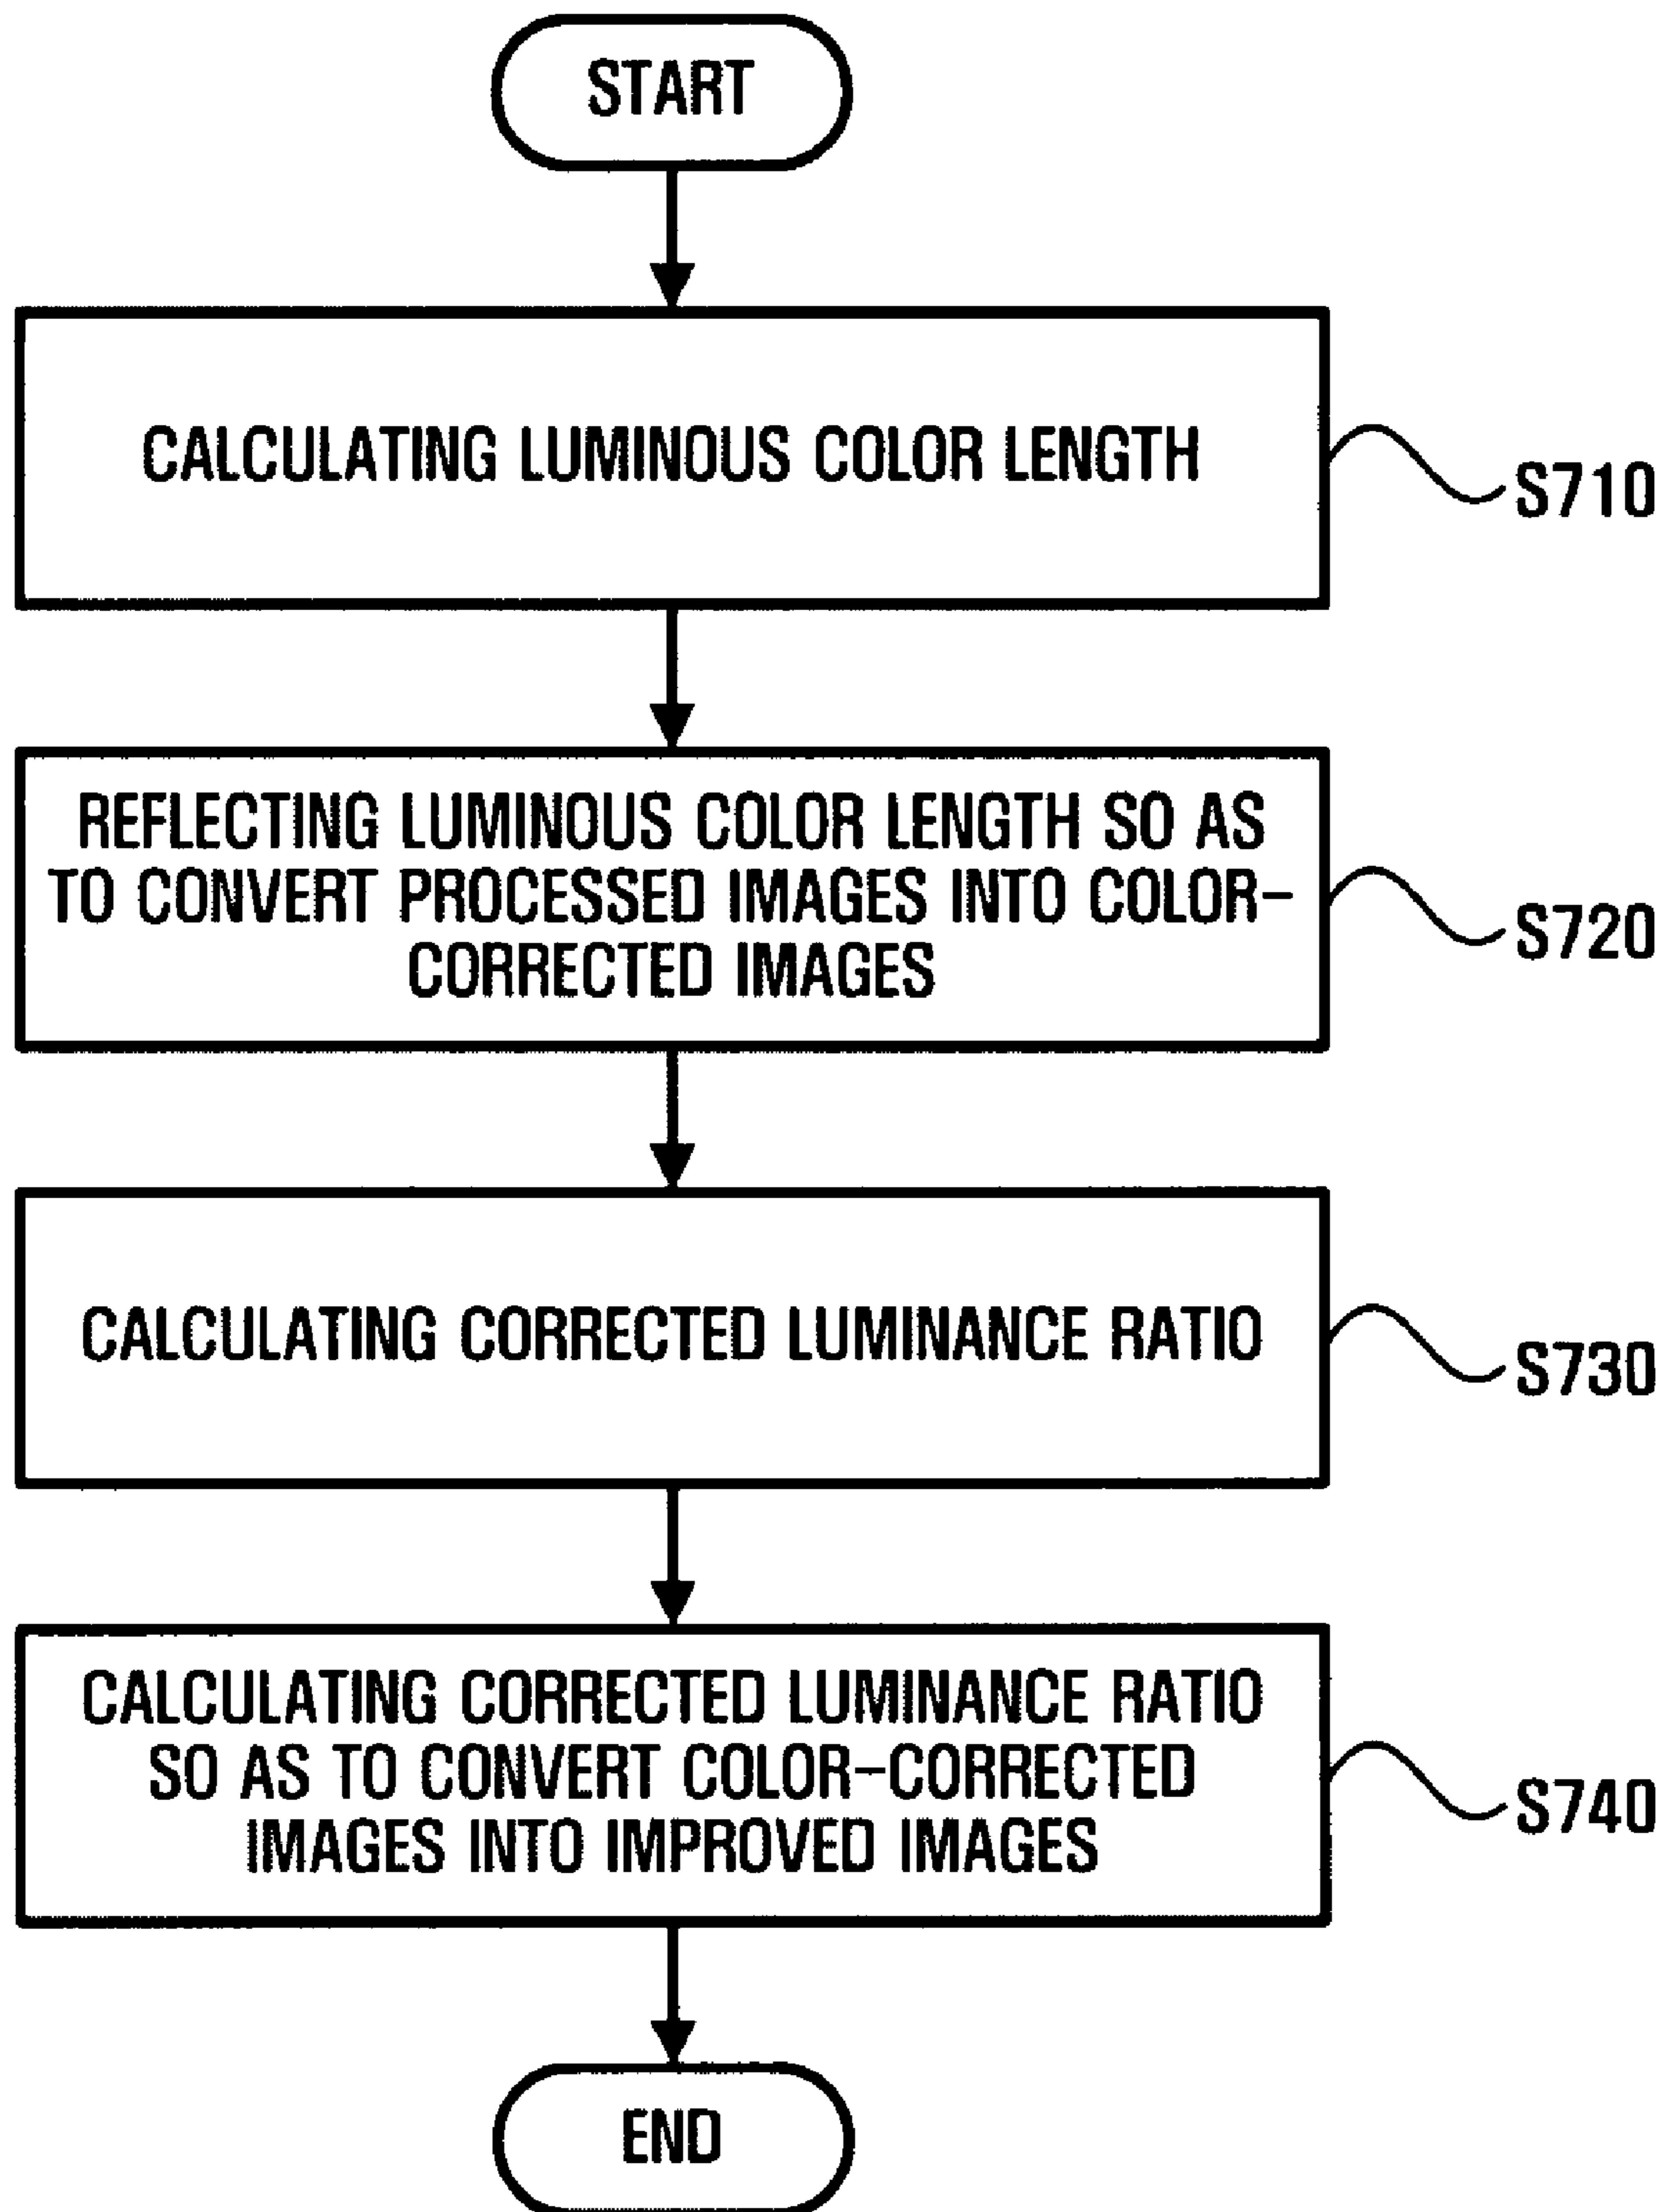 START
CALCULATING LUMINOUS COLOR LENGTH
S710
REFLECTING LUMINOUS COLOR LENGTH SO AS
TO CONVERT PROCESSED IMAGES INTO COLOR-
CORRECTED IMAGES
S720
CALCULATING CORRECTED LUMINANCE RATIO
S730
CALCULATING CORRECTED LUMINANCE RATIO
SO AS TO CONVERT COLOR-CORRECTED
IMAGES INTO IMPROVED IMAGES
S740
END